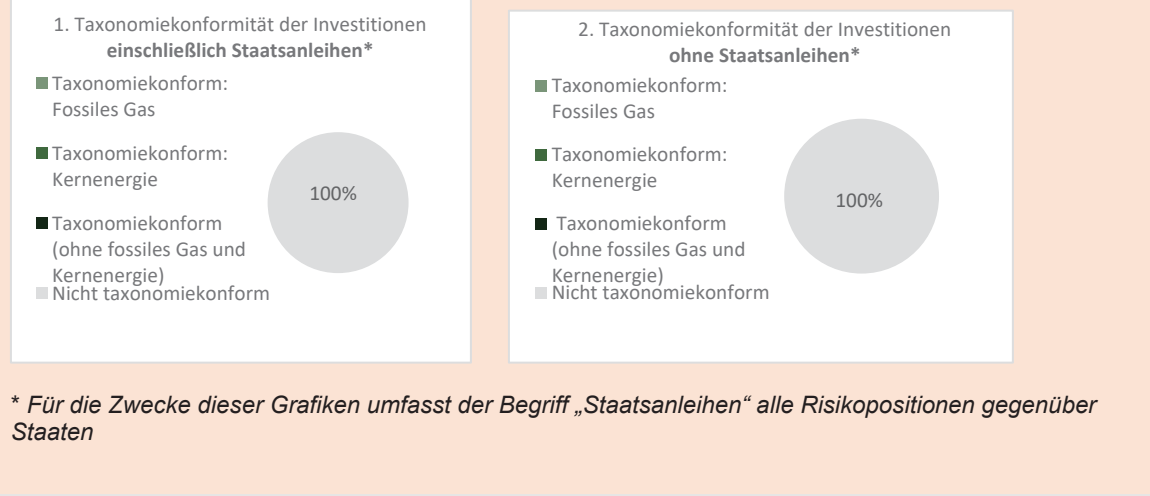 1. Taxonomiekonformität der Investitionen
einschließlich Staatsanleihen*
Taxonomiekonform:
Fossiles Gas
Taxonomiekonform:
Kernenergie
Taxonomiekonform
(ohne fossiles Gas und
Kernenergie)
Nicht taxonomiekonform
100%
2. Taxonomiekonformität der Investitionen
ohne Staatsanleihen*
Taxonomiekonform:
Fossiles Gas
Taxonomiekonform:
Kernenergie
Taxonomiekonform
(ohne fossiles Gas und
Kernenergie)
Nicht taxonomiekonform
100%
* Für die Zwecke dieser Grafiken umfasst der Begriff „Staatsanleihen“ alle Risikopositionen gegenüber
Staaten